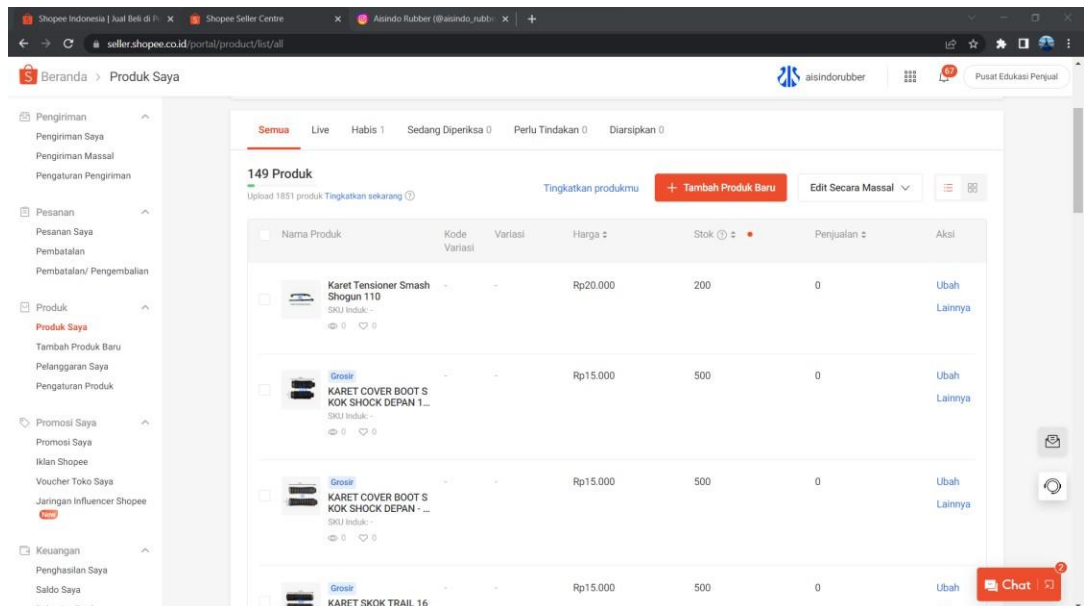 Shopee Indonesia | Jual Beli di P
Shopee Seller Centre
Aisindo Rubber (@aisindo_rubb
seller.shopee.co.id/portal/product/list/all
Beranda > Produk Saya
aisindorubber
67
Pusat Edukasi Penjual
Pengiriman
Pengiriman Saya
Pengiriman Massal
Pengaturan Pengiriman
Pesanan
Pesanan Saya
Pembatalan
Pembatalan/ Pengembalian
Produk
Produk Saya
Tambah Produk Baru
Pelanggaran Saya
Pengaturan Produk
Promosi Saya
Promosi Saya
Iklan Shopee
Voucher Toko Saya
Jaringan Influencer Shopee
New
Keuangan
Penghasilan Saya
Saldo Saya
Semua Live Habis 1 Sedang Diperiksa 0 Perlu Tindakan 0 Diarsipkan 0
149 Produk
Upload 1851 produk Tingkatkan sekarang
Tingkatkan produkmu
+ Tambah Produk Baru
Edit Secara Massal
Nama Produk Kode Variasi Variasi Harga Stok Penjualan Aksi
Karet Tensioner Smash
Shogun 110
SKU Induk: -
0 0
- - Rp20.000 200 0 Ubah
Lainnya
Grosir
KARET COVER BOOT S
KOK SHOCK DEPAN 1...
SKU Induk: -
0 0
- - Rp15.000 500 0 Ubah
Lainnya
Grosir
KARET COVER BOOT S
KOK SHOCK DEPAN - ...
SKU Induk: -
0 0
- - Rp15.000 500 0 Ubah
Lainnya
Grosir
KARET SKOK TRAIL 16
- - Rp15.000 500 0 Ubah
Chat
2